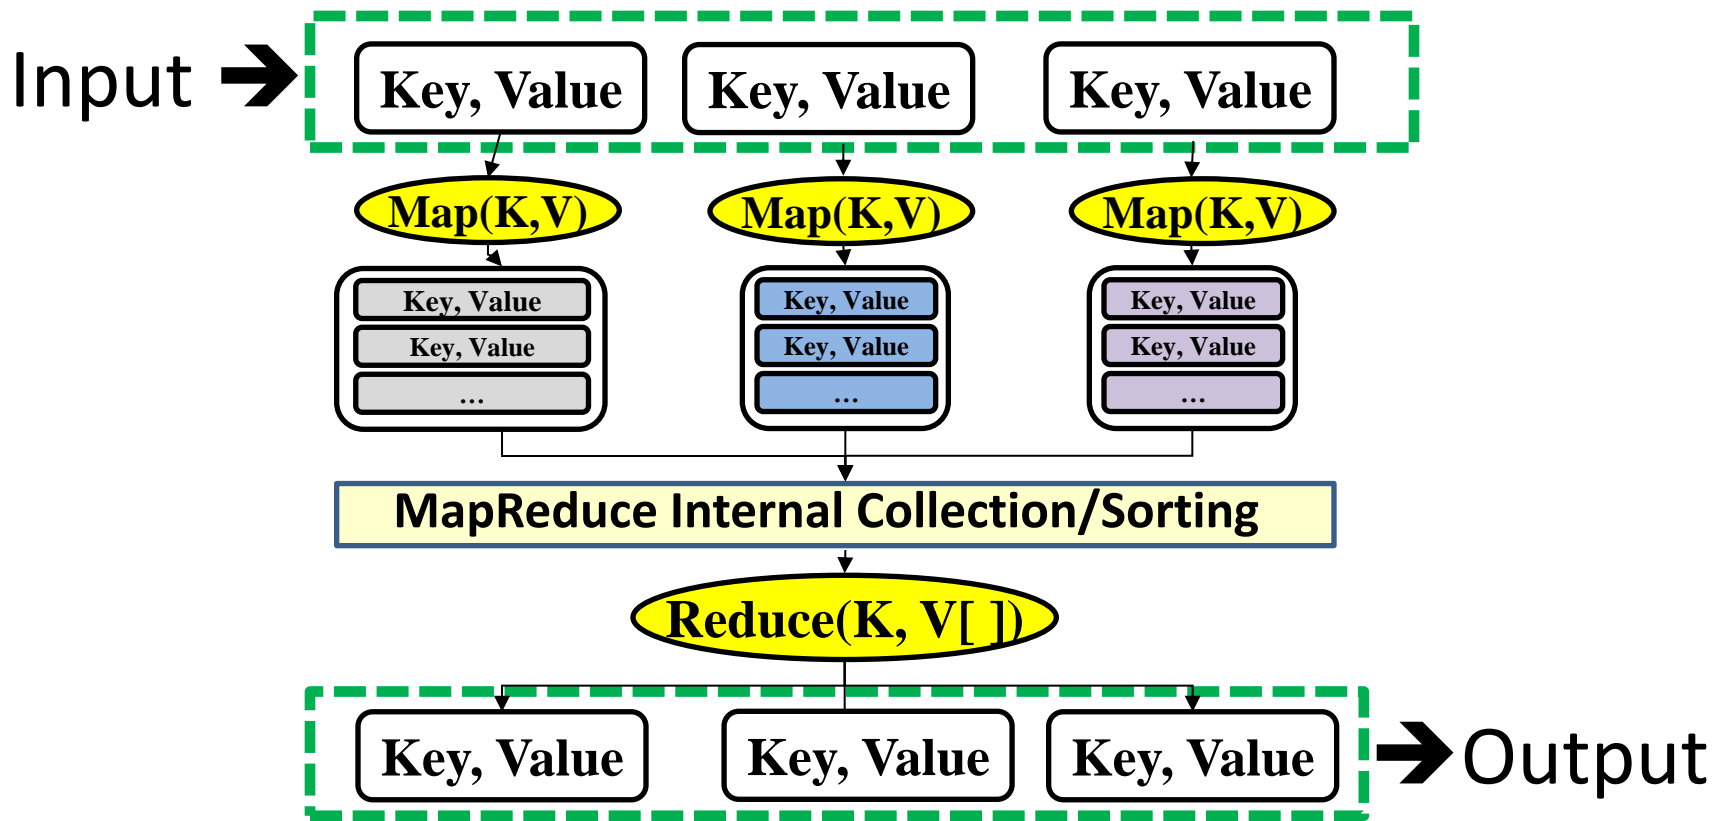 Input
Key, Value
Key, Value
Key, Value
Map(K,V)
Map(K,V)
Map(K,V)
Key, Value
Key, Value
...
Key, Value
Key, Value
...
Key, Value
Key, Value
...
MapReduce Internal Collection/Sorting
Reduce(K, V[ ])
Key, Value
Key, Value
Key, Value
Output